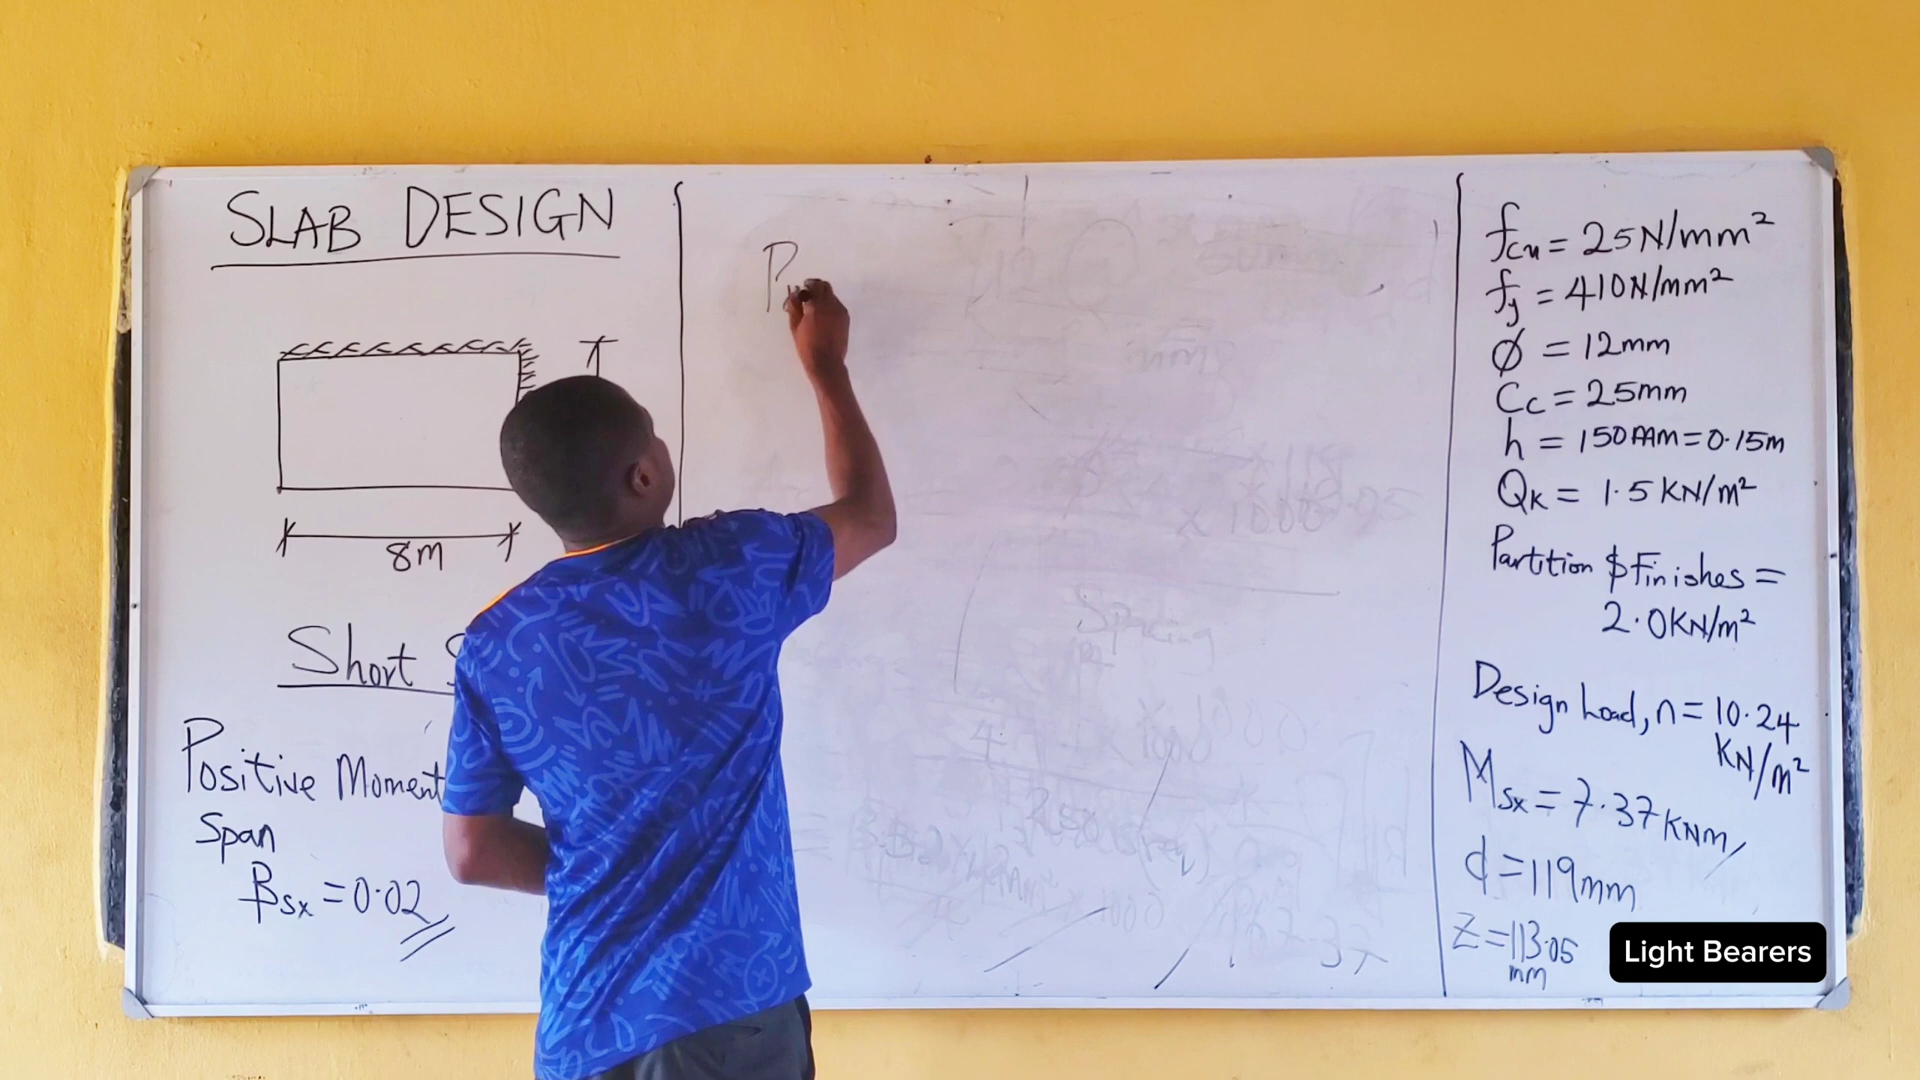 SLAB DESIGN
8m
Short
Positive Moment
Span
βsx = 0.02
P
fcu = 25N/mm²
fy = 410N/mm²
Ø = 12mm
Cc = 25mm
h = 150mm = 0.15m
QK = 1.5 KN/m²
Partition & Finishes =
2.0KN/m²
Design Load, n = 10.24
KN/m²
Msx = 7.37KNm
d = 119mm
Z = 113.05
mm
Light Bearers